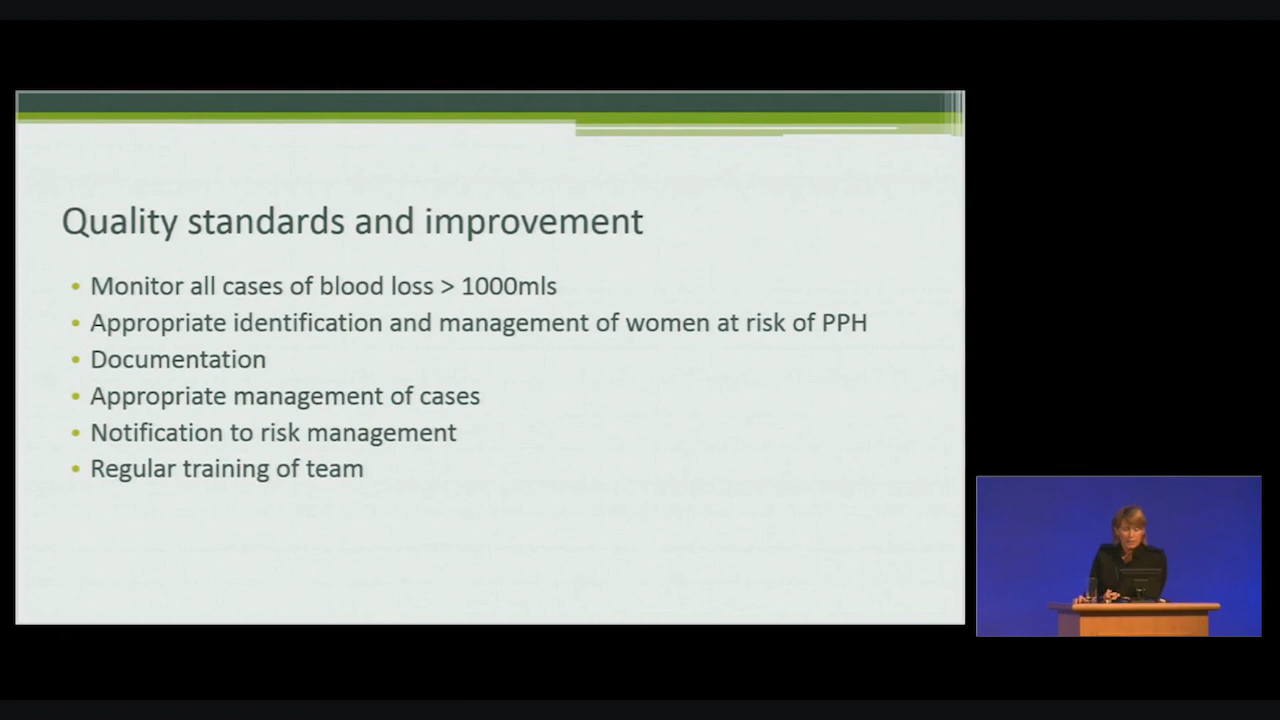 Quality standards and improvement
Monitor all cases of blood loss > 1000mls
Appropriate identification and management of women at risk of PPH
Documentation
Appropriate management of cases
Notification to risk management
Regular training of team